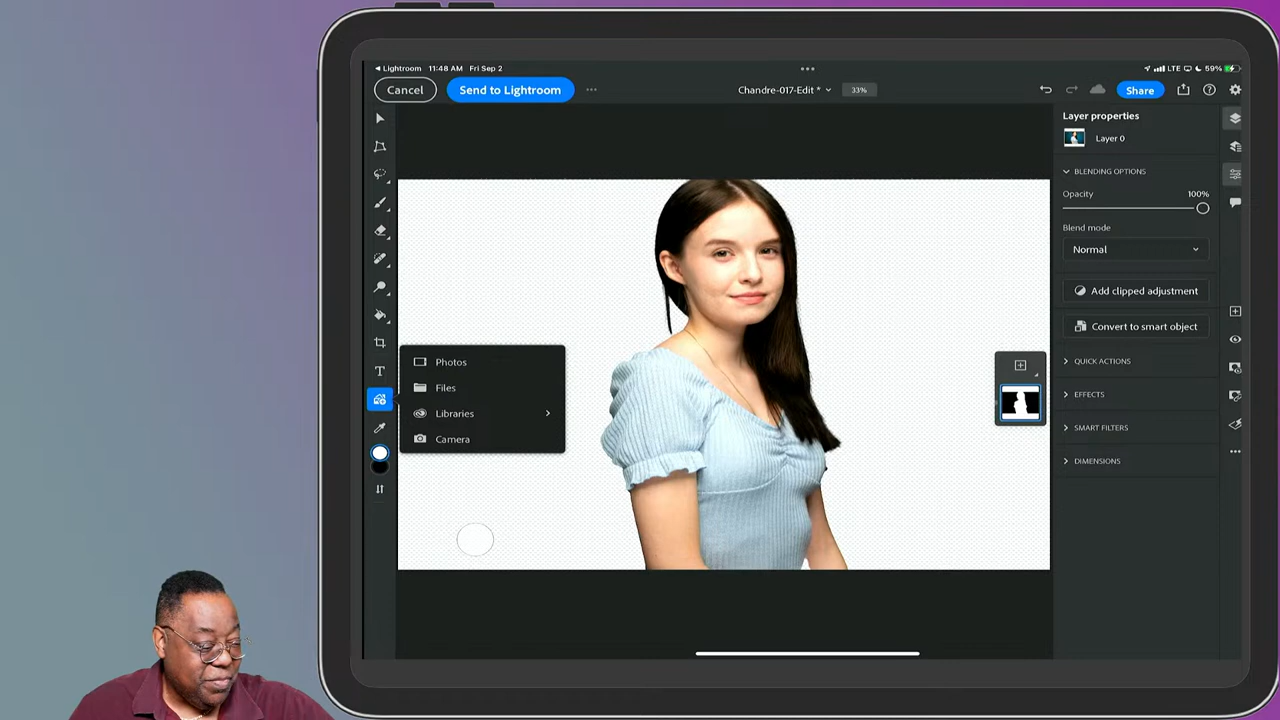 Lightroom 11:48 AM Fri Sep 2
LTE 59%
Cancel
Send to Lightroom
Chandre-017-Edit *
33%
Share
Layer properties
Layer 0
BLENDING OPTIONS
Opacity 100%
Blend mode
Normal
Add clipped adjustment
Convert to smart object
QUICK ACTIONS
EFFECTS
SMART FILTERS
DIMENSIONS
T
Photos
Files
Libraries
Camera